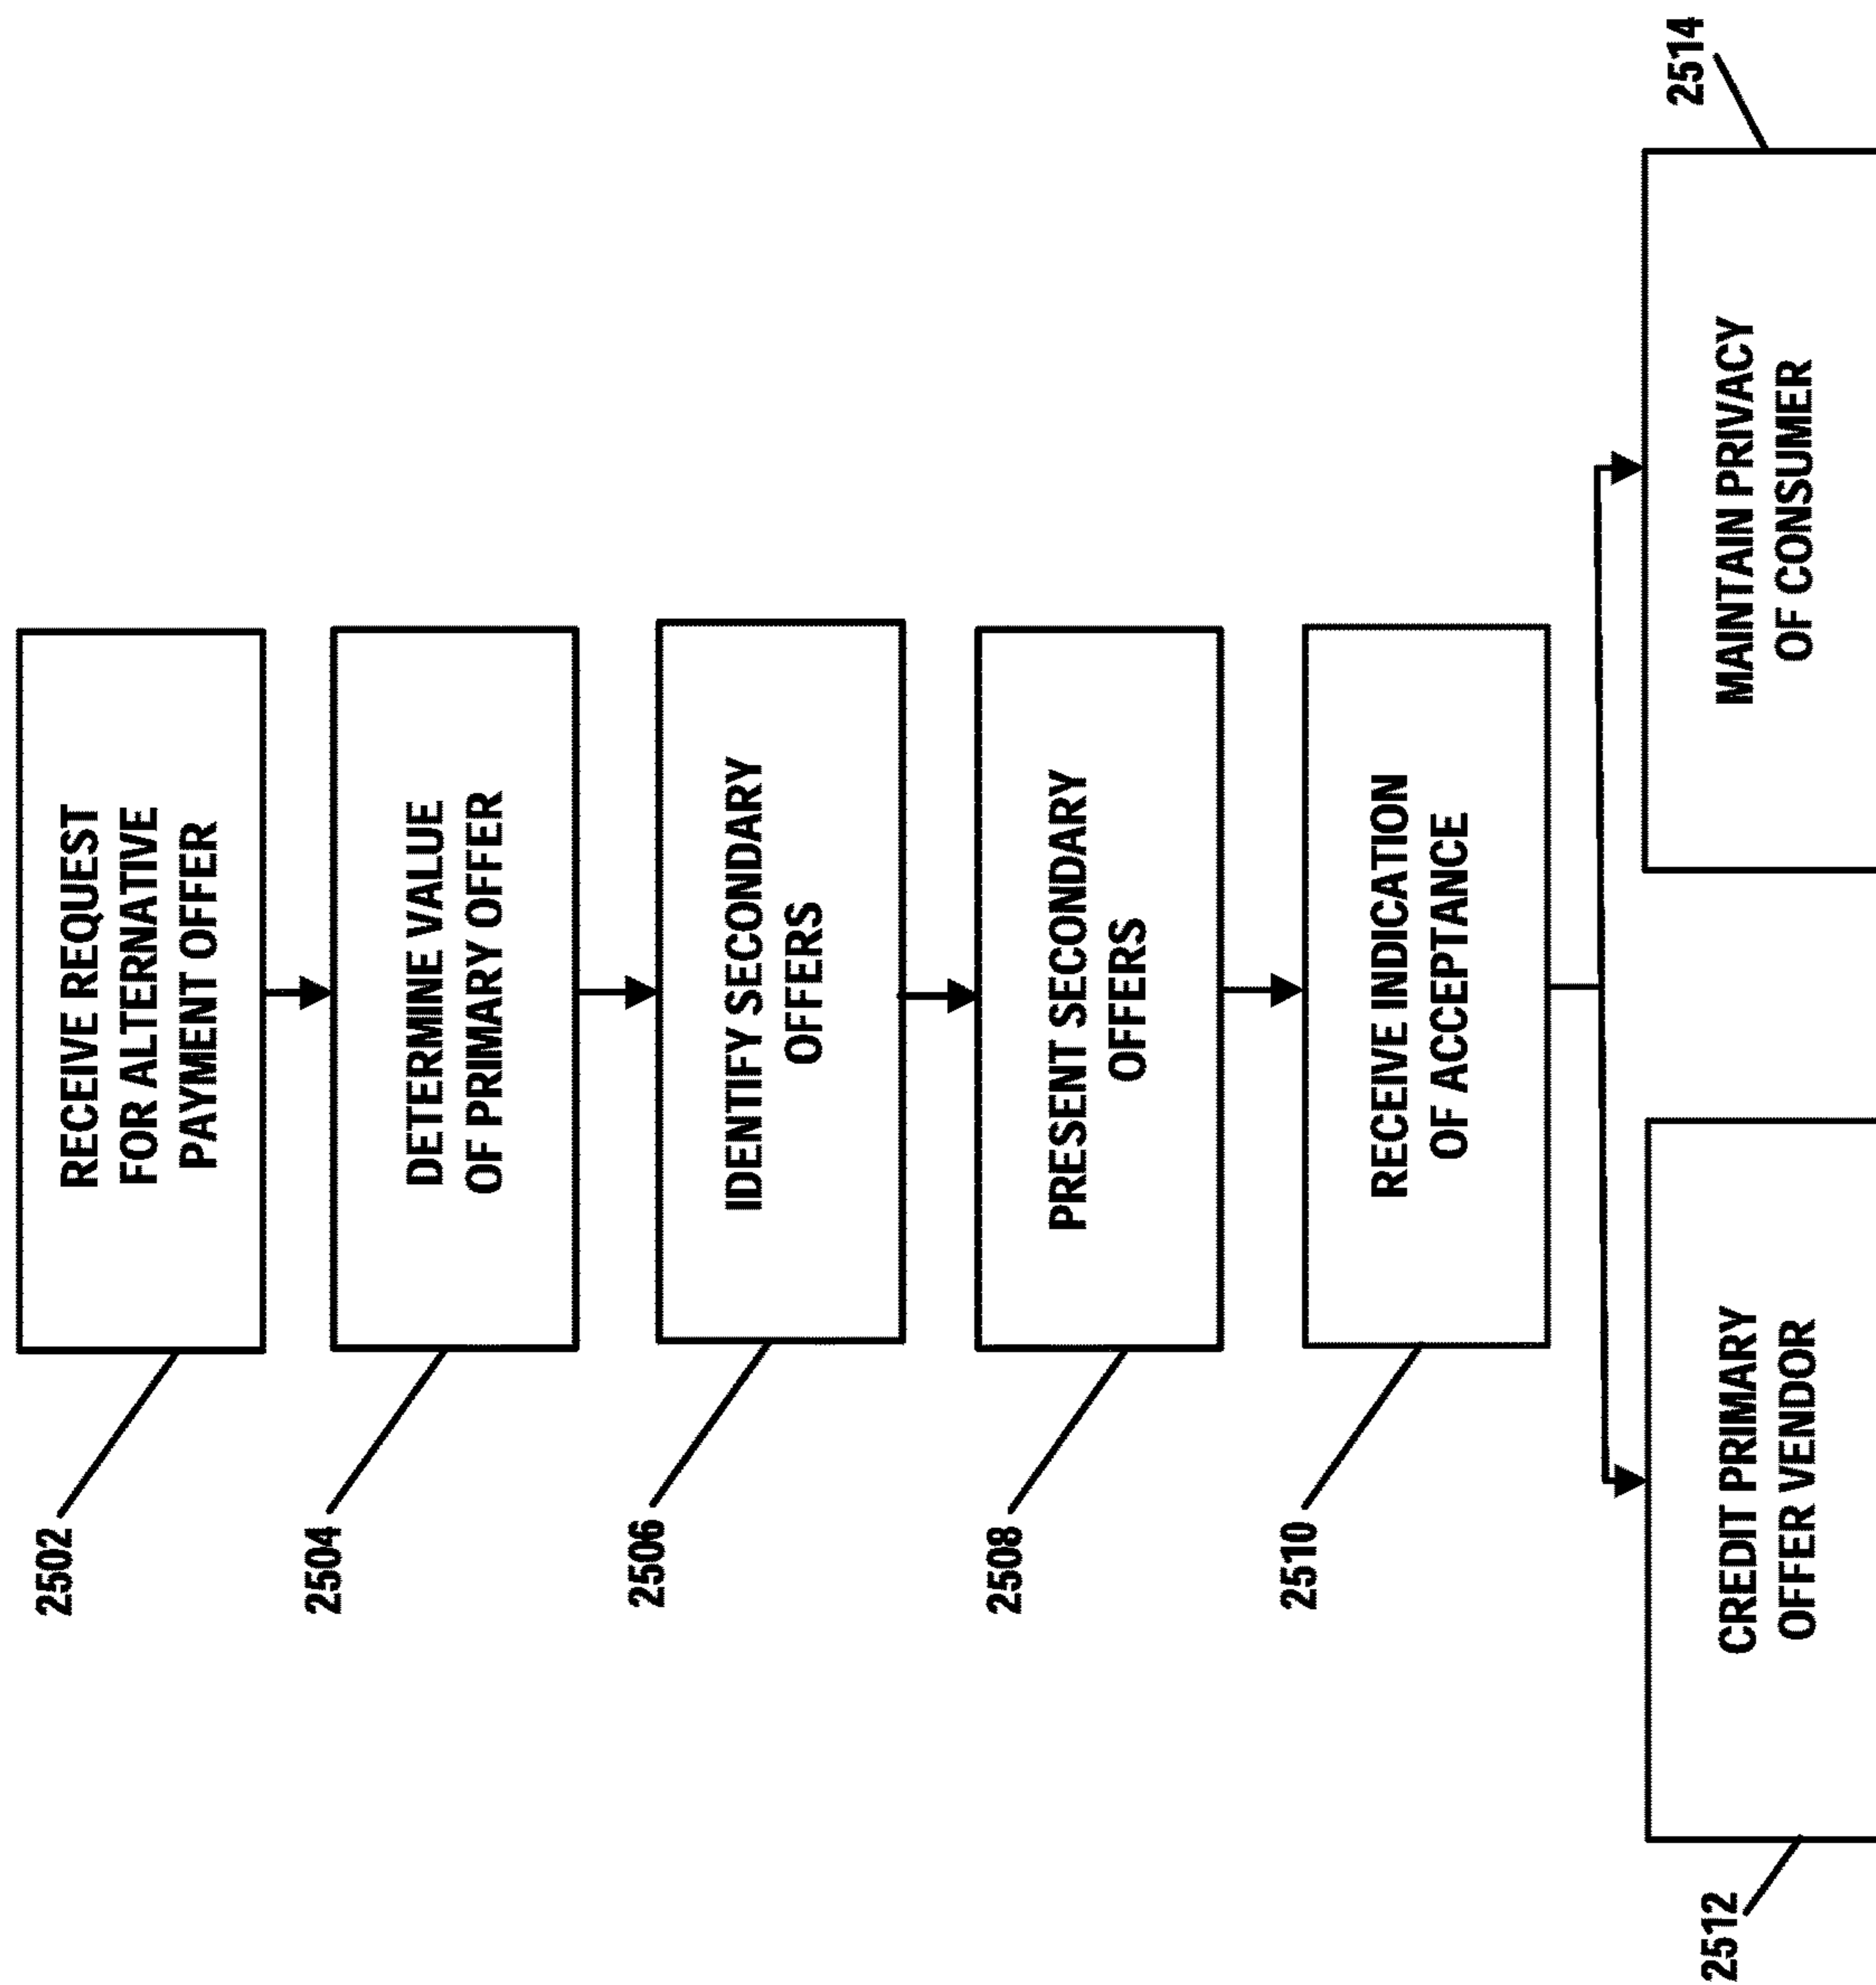 2502
RECEIVE REQUEST
FOR ALTERNATIVE
PAYMENT OFFER
2504
DETERMINE VALUE
OF PRIMARY OFFER
2506
IDENTIFY SECONDARY
OFFERS
2508
PRESENT SECONDARY
OFFERS
2510
RECEIVE INDICATION
OF ACCEPTANCE
2512
CREDIT PRIMARY
OFFER VENDOR
2514
MAINTAIN PRIVACY
OF CONSUMER